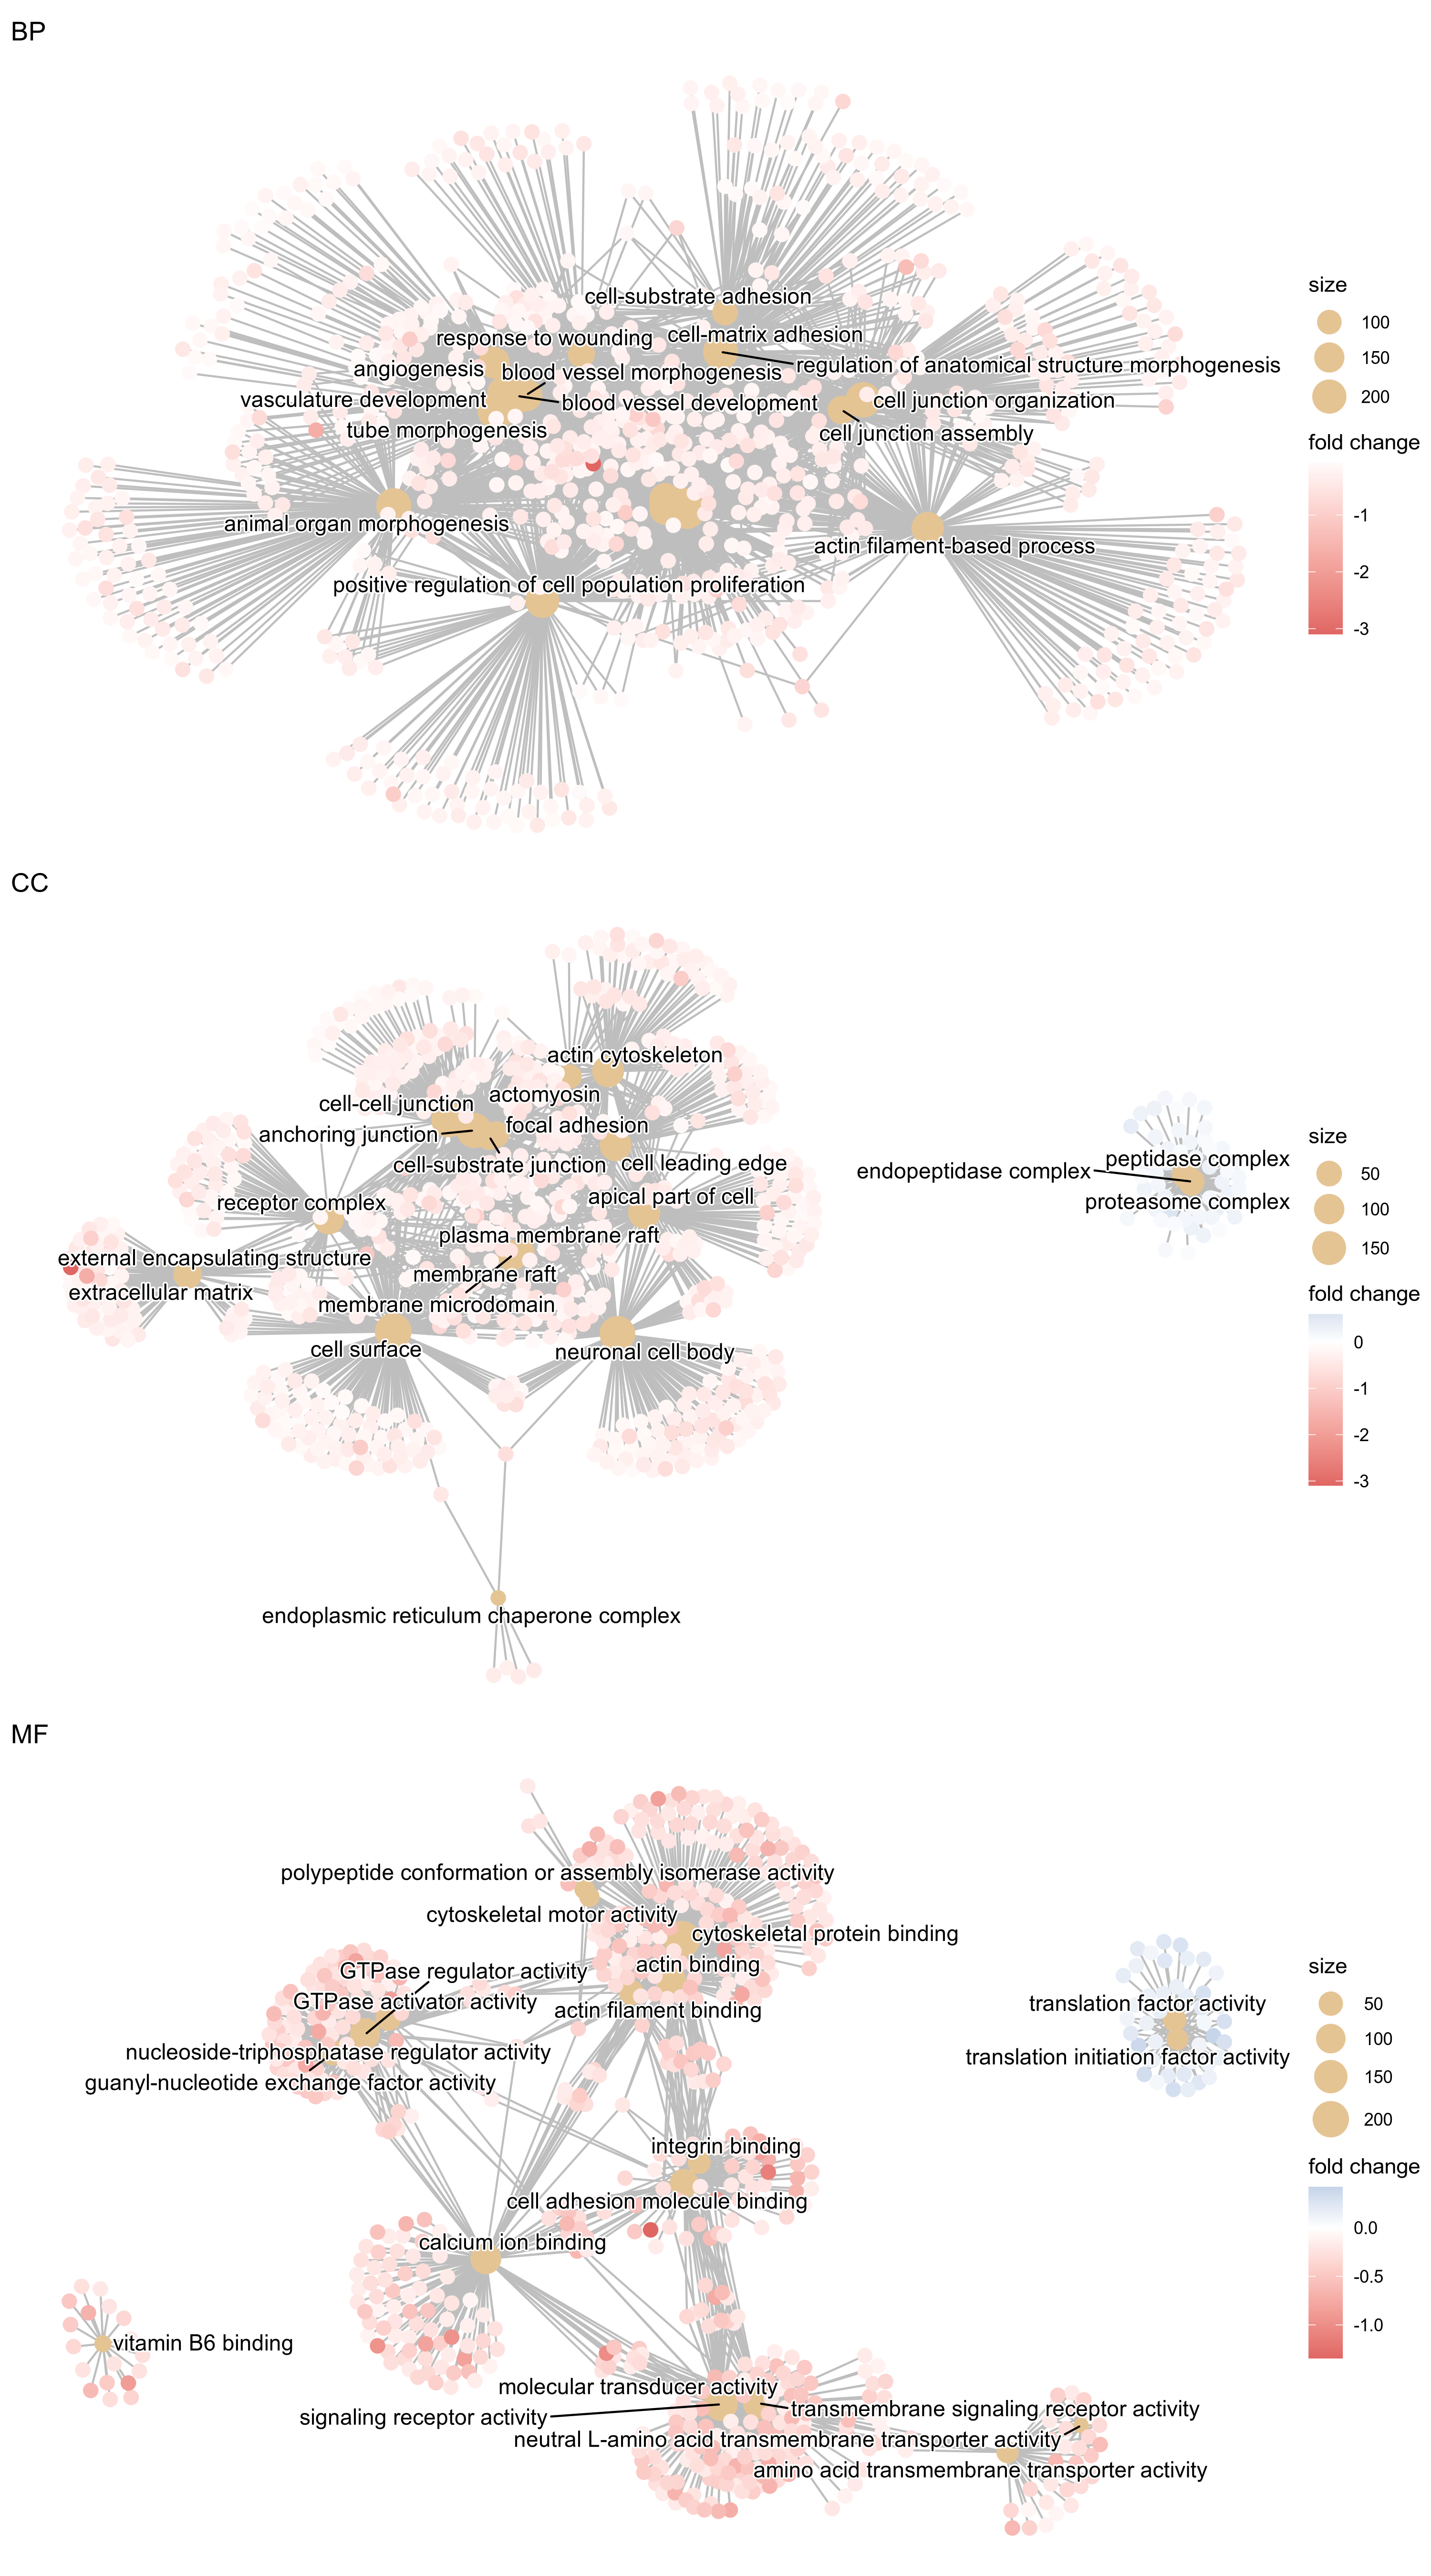 BP
cell-substrate adhesion
response to wounding
cell-matrix adhesion
angiogenesis
blood vessel morphogenesis
regulation of anatomical structure morphogenesis
vasculature development
blood vessel development
cell junction organization
tube morphogenesis
cell junction assembly
animal organ morphogenesis
actin filament-based process
positive regulation of cell population proliferation
size
100
150
200
fold change
-1
-2
-3
CC
actin cytoskeleton
actomyosin
cell-cell junction
focal adhesion
anchoring junction
cell-substrate junction
cell leading edge
apical part of cell
receptor complex
plasma membrane raft
external encapsulating structure
membrane raft
extracellular matrix
membrane microdomain
cell surface
neuronal cell body
endoplasmic reticulum chaperone complex
peptidase complex
endopeptidase complex
proteasome complex
size
50
100
150
fold change
0
-1
-2
-3
MF
polypeptide conformation or assembly isomerase activity
cytoskeletal motor activity
cytoskeletal protein binding
actin binding
GTPase regulator activity
GTPase activator activity
actin filament binding
nucleoside-triphosphatase regulator activity
guanyl-nucleotide exchange factor activity
translation factor activity
translation initiation factor activity
integrin binding
cell adhesion molecule binding
calcium ion binding
vitamin B6 binding
molecular transducer activity
transmembrane signaling receptor activity
signaling receptor activity
neutral L-amino acid transmembrane transporter activity
amino acid transmembrane transporter activity
size
50
100
150
200
fold change
0.0
-0.5
-1.0